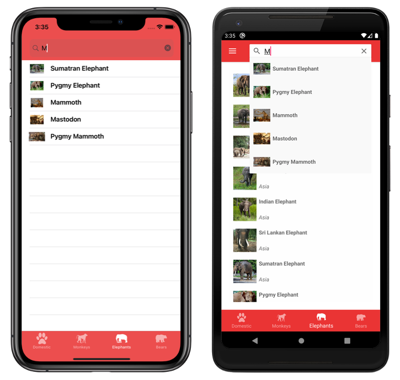 3:35
M
Sumatran Elephant
Pygmy Elephant
Mammoth
Mastodon
Pygmy Mammoth
Domestic
Monkeys
Elephants
Bears
3:35
M
Sumatran Elephant
Pygmy Elephant
Mammoth
Mastodon
Pygmy Mammoth
Asia
Indian Elephant
Asia
Sri Lankan Elephant
Asia
Sumatran Elephant
Asia
Pygmy Elephant
Domestic
Monkeys
Elephants
Bears